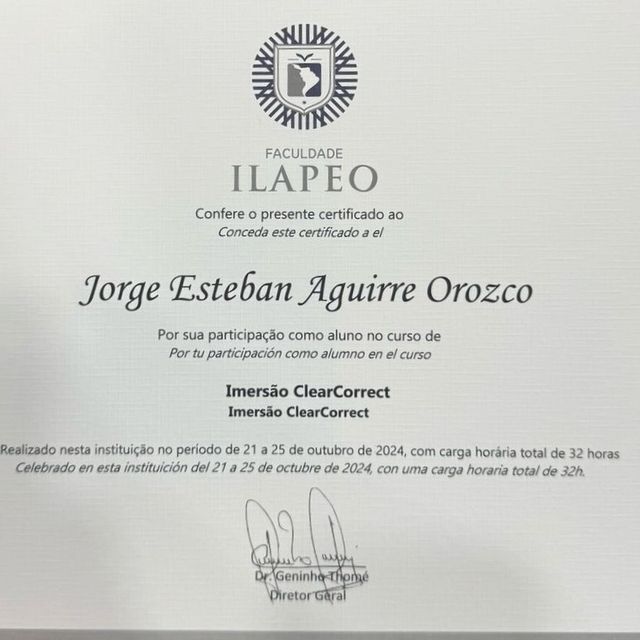 FACULDADE
ILAPEO
Confere o presente certificado ao
Conceda este certificado a el
Jorge Esteban Aguirre Orozco
Por sua participação como aluno no curso de
Por tu participación como alumno en el curso
Imersão ClearCorrect
Imersão ClearCorrect
Realizado nesta instituição no período de 21 a 25 de outubro de 2024, com carga horária total de 32 horas
Celebrado en esta instituición del 21 a 25 de octubre de 2024, con uma carga horaria total de 32h.
Dr. Geninho Thomé
Diretor Geral